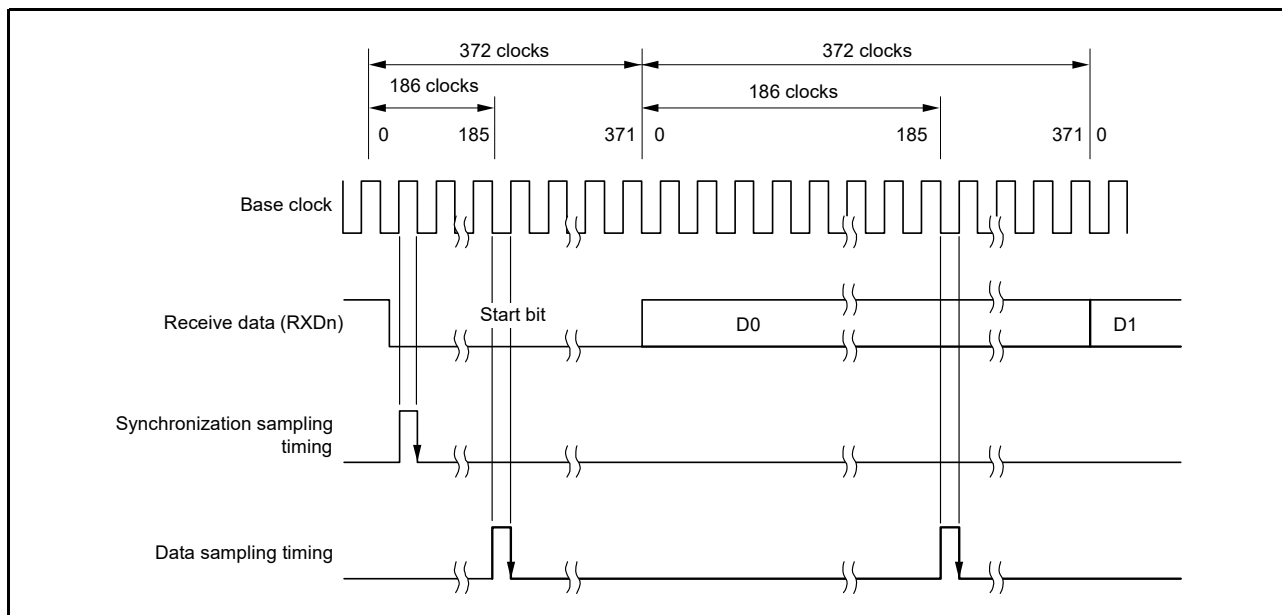 372 clocks
372 clocks
186 clocks
186 clocks
0
185
371
0
185
371
0
Base clock
Receive data (RXDn)
Start bit
D0
D1
Synchronization sampling
timing
Data sampling timing